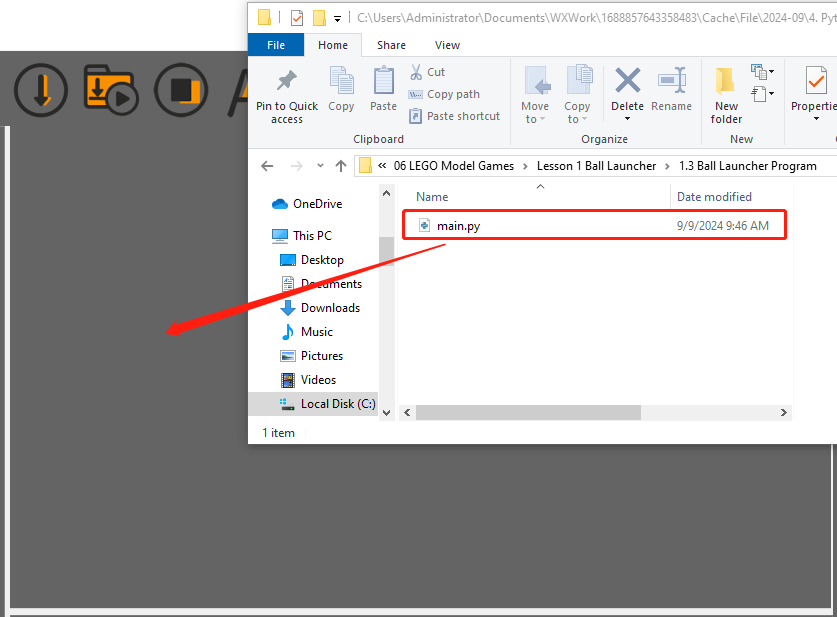 C:\Users\Administrator\Documents\WXWork\1688857643358483\Cache\File\2024-09\4. Pyt
File Home Share View
Pin to Quick access
Copy
Paste
Cut
Copy path
Paste shortcut
Move to
Copy to
Delete
Rename
New folder
Propertie
Clipboard
Organize
New
« 06 LEGO Model Games › Lesson 1 Ball Launcher › 1.3 Ball Launcher Program
Name Date modified
OneDrive
main.py 9/9/2024 9:46 AM
This PC
Desktop
Documents
Downloads
Music
Pictures
Videos
Local Disk (C:)
1 item